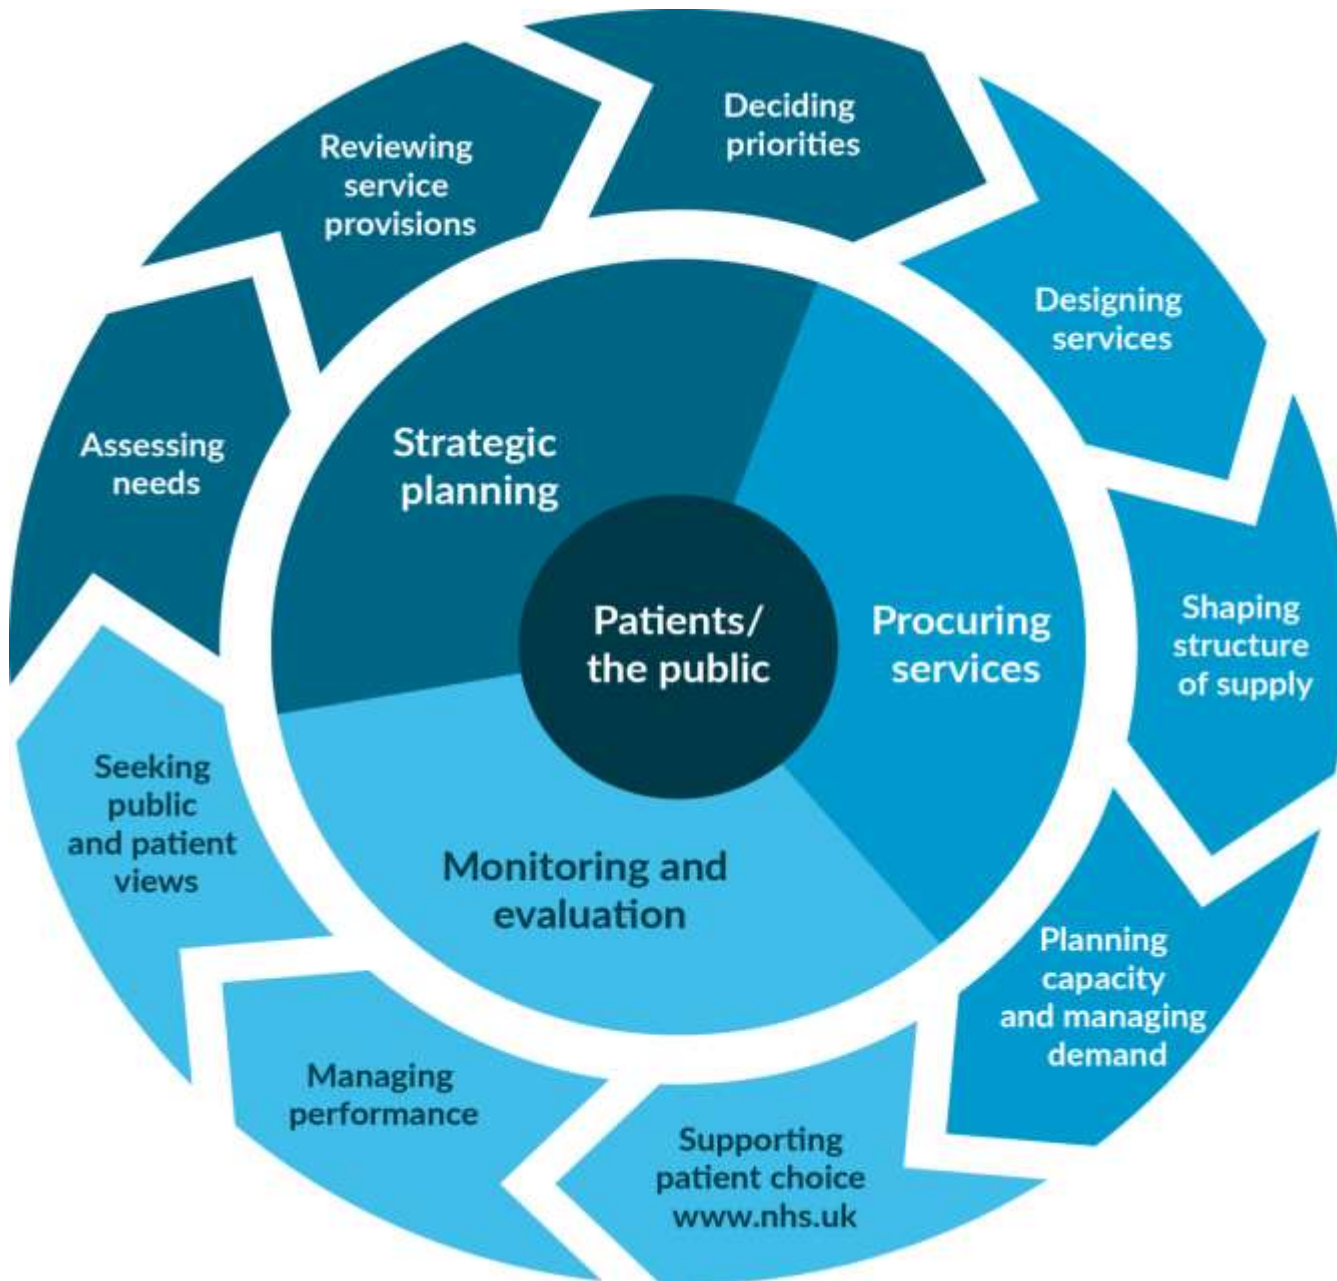 Deciding
priorities
Reviewing
service
provisions
Designing
services
Assessing
needs
Strategic
planning
Patients/
the public
Procuring
services
Shaping
structure
of supply
Seeking
public
and patient
views
Monitoring and
evaluation
Planning
capacity
and managing
demand
Managing
performance
Supporting
patient choice
www.nhs.uk